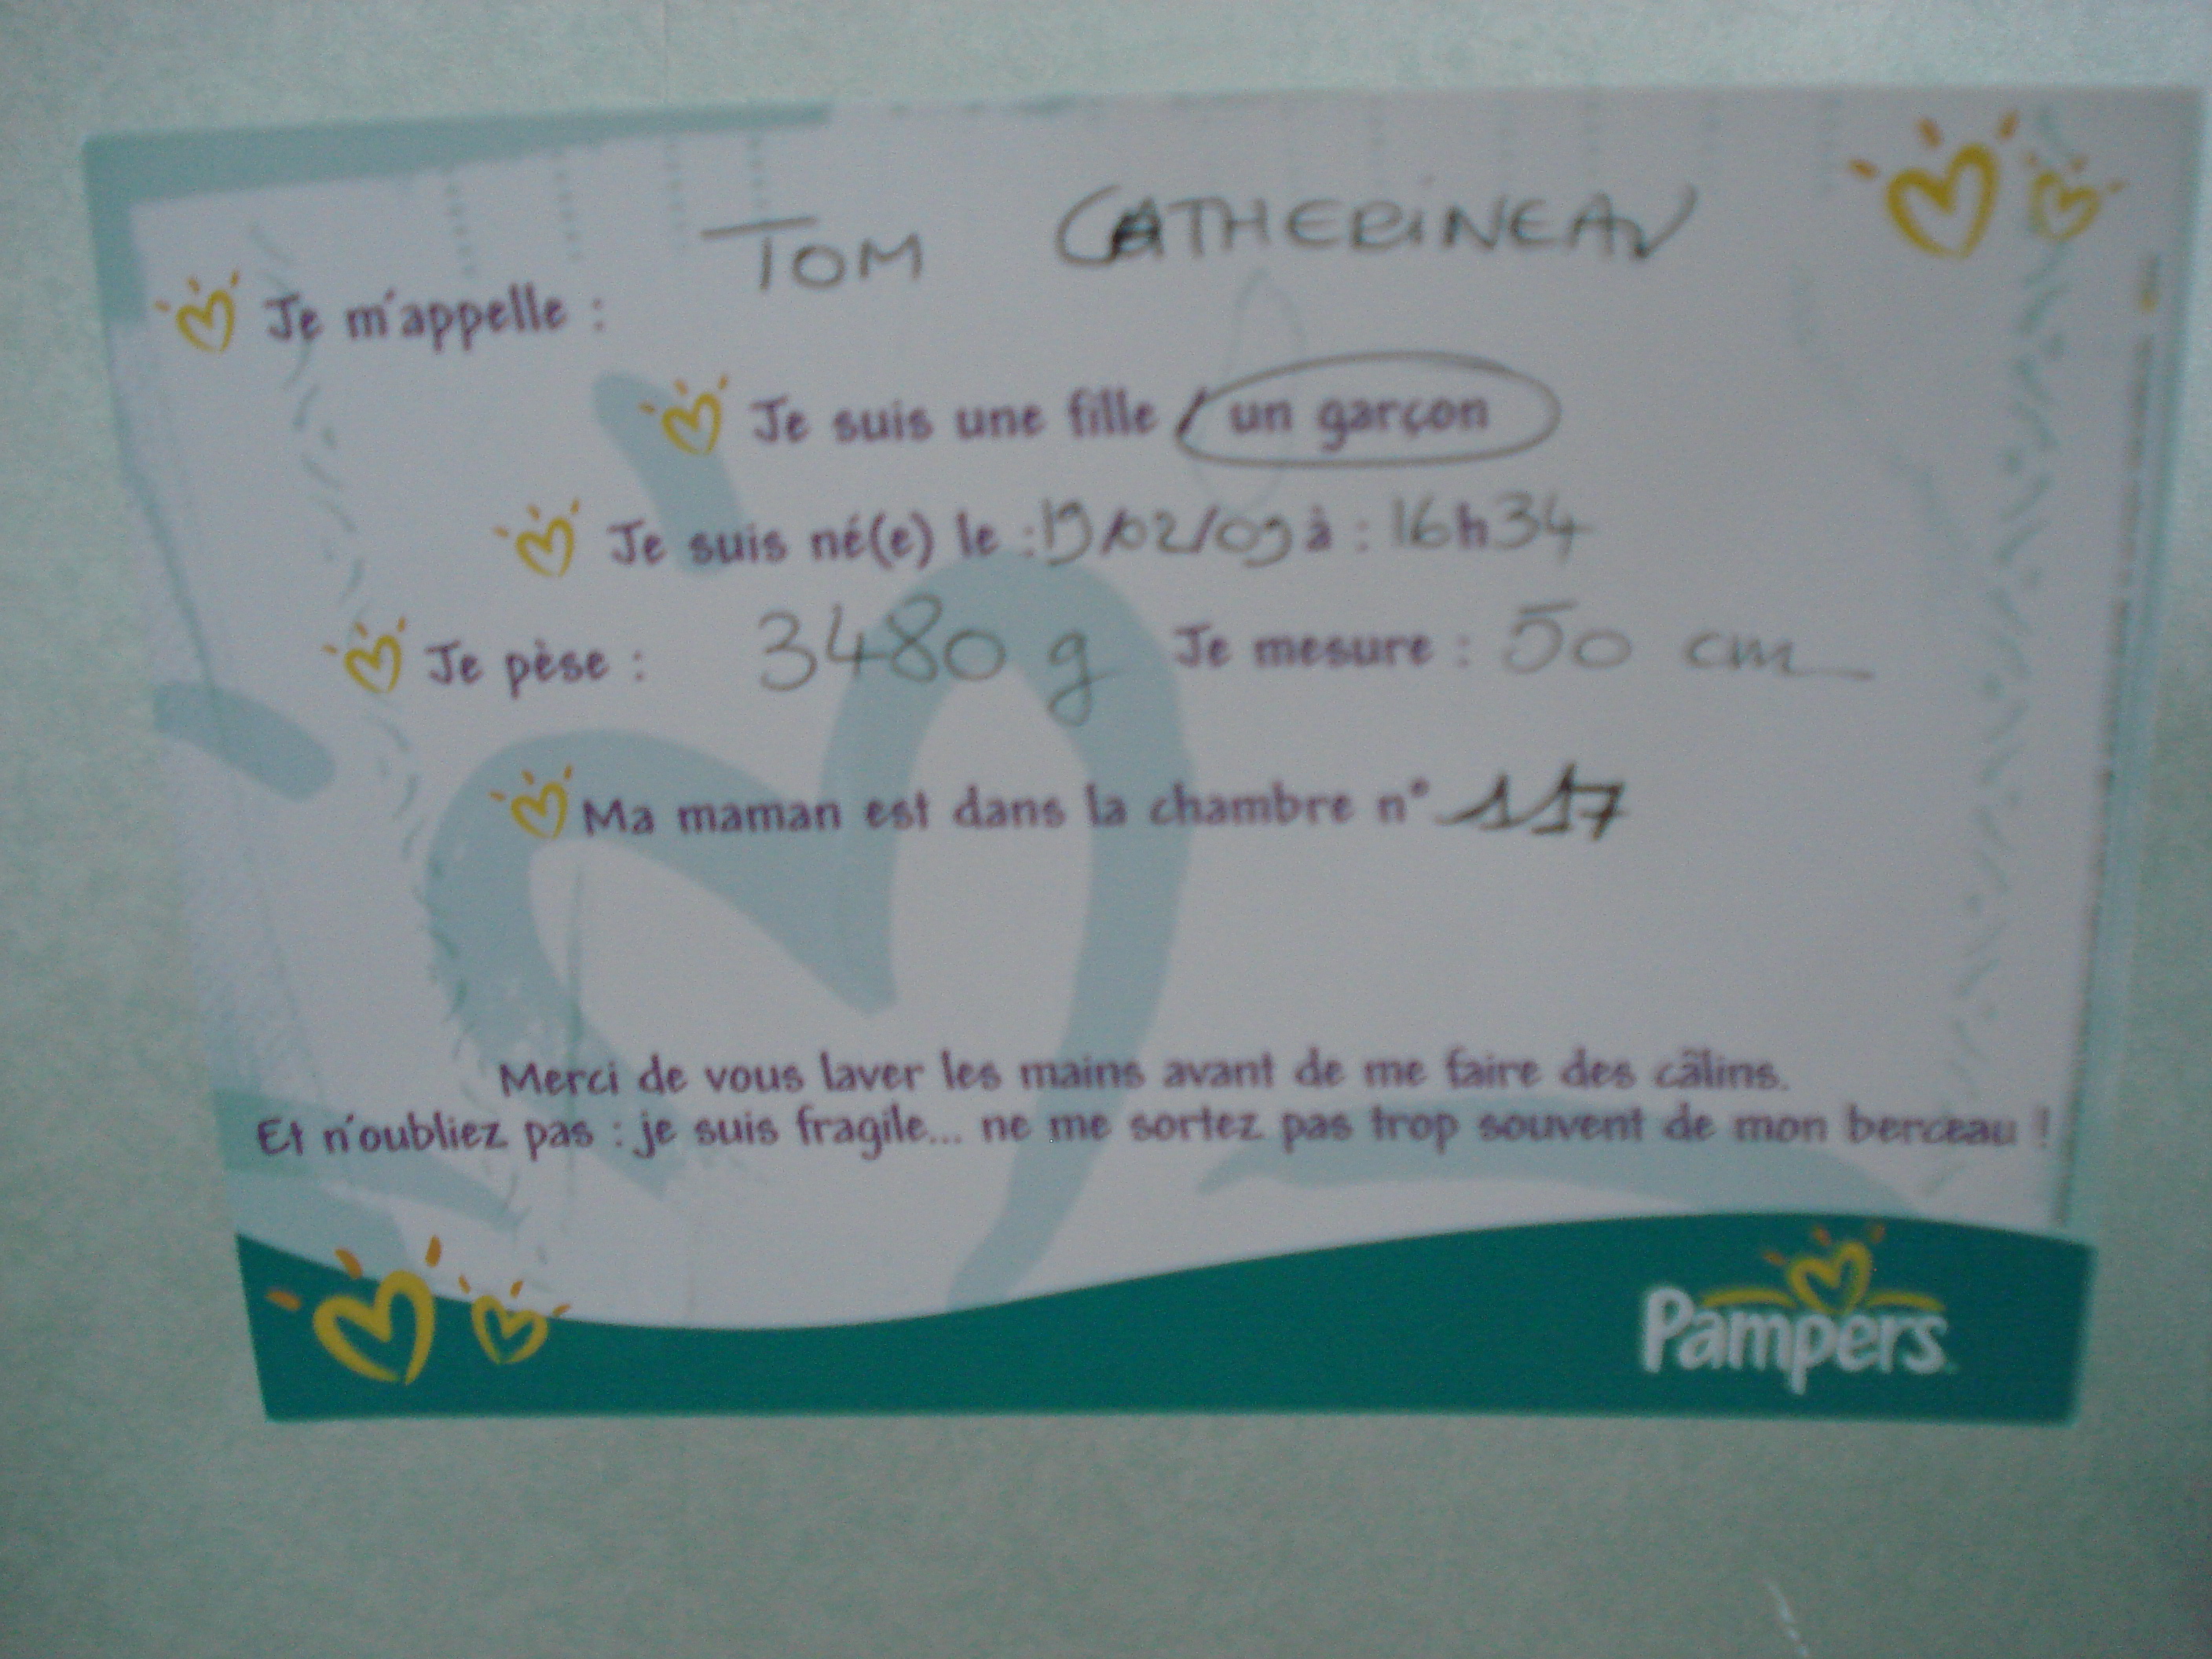 TOM CATHERINEAU
Je m'appelle :
Je suis une fille / un garçon
Je suis né(e) le : 19/02/09 à : 16h34
Je pèse : 3480 g Je mesure : 50 cm
Ma maman est dans la chambre n° 117
Merci de vous laver les mains avant de me faire des câlins.
Et n'oubliez pas : je suis fragile... ne me sortez pas trop souvent de mon berceau !
Pampers